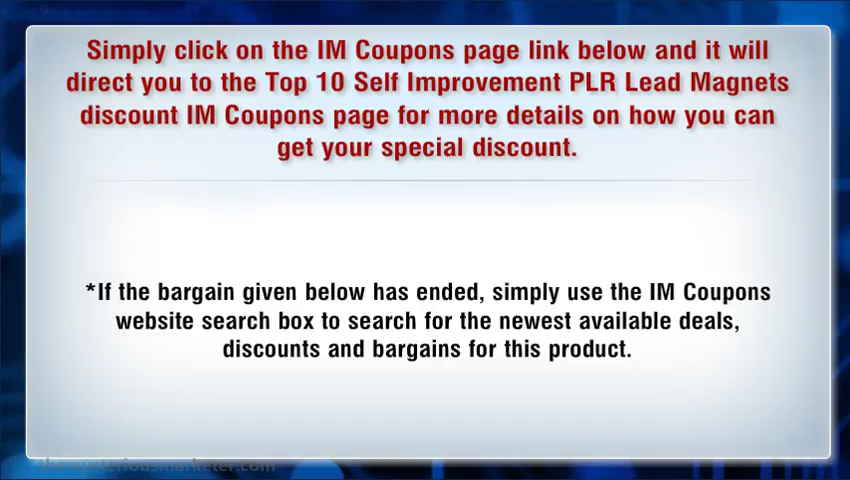 Simply click on the IM Coupons page link below and it will
direct you to the Top 10 Self Improvement PLR Lead Magnets
discount IM Coupons page for more details on how you can
get your special discount.
*If the bargain given below has ended, simply use the IM Coupons
website search box to search for the newest available deals,
discounts and bargains for this product.
themysteriousmarketer.com